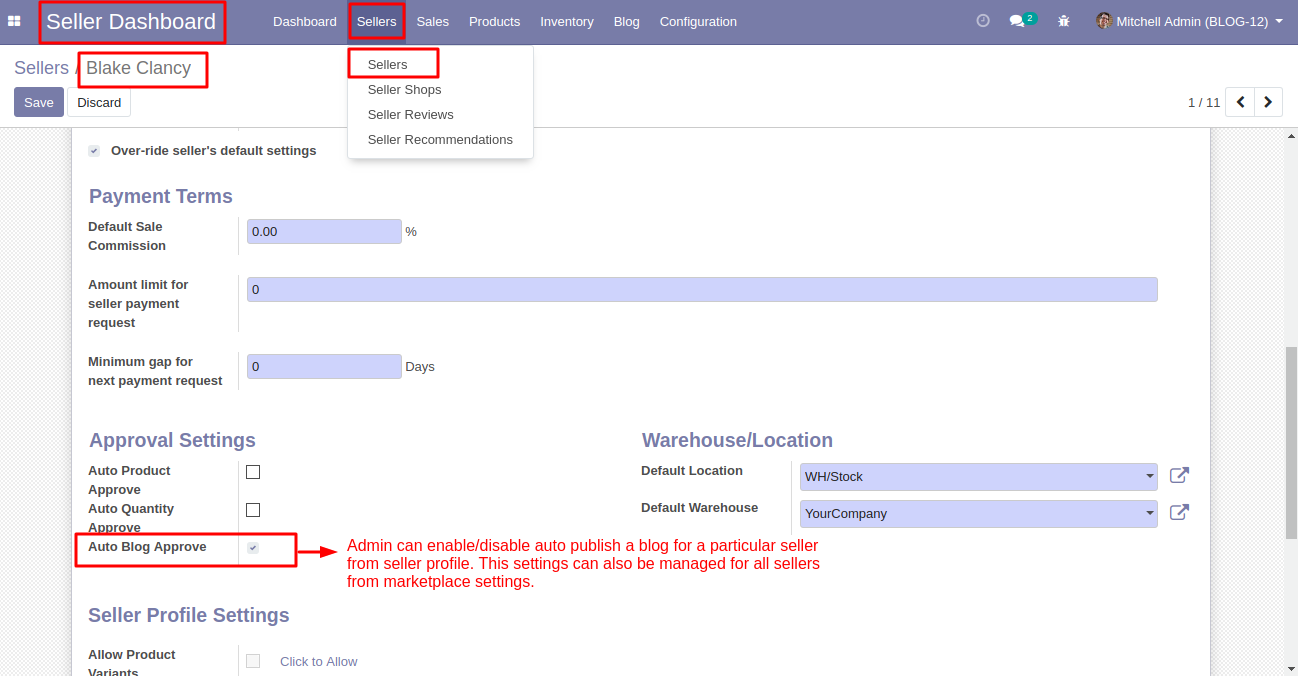 Seller Dashboard
Dashboard
Sellers
Sales
Products
Inventory
Blog
Configuration
2
Mitchell Admin (BLOG-12)
Sellers / Blake Clancy
Save
Discard
1 / 11
Sellers
Seller Shops
Seller Reviews
Seller Recommendations
Over-ride seller's default settings
Payment Terms
Default Sale
Commission
0.00
%
Amount limit for
seller payment
request
0
Minimum gap for
next payment request
0
Days
Approval Settings
Auto Product
Approve
Auto Quantity
Approve
Auto Blog Approve
Warehouse/Location
Default Location
WH/Stock
Default Warehouse
YourCompany
Admin can enable/disable auto publish a blog for a particular seller
from seller profile. This settings can also be managed for all sellers
from marketplace settings.
Seller Profile Settings
Allow Product
Variants
Click to Allow